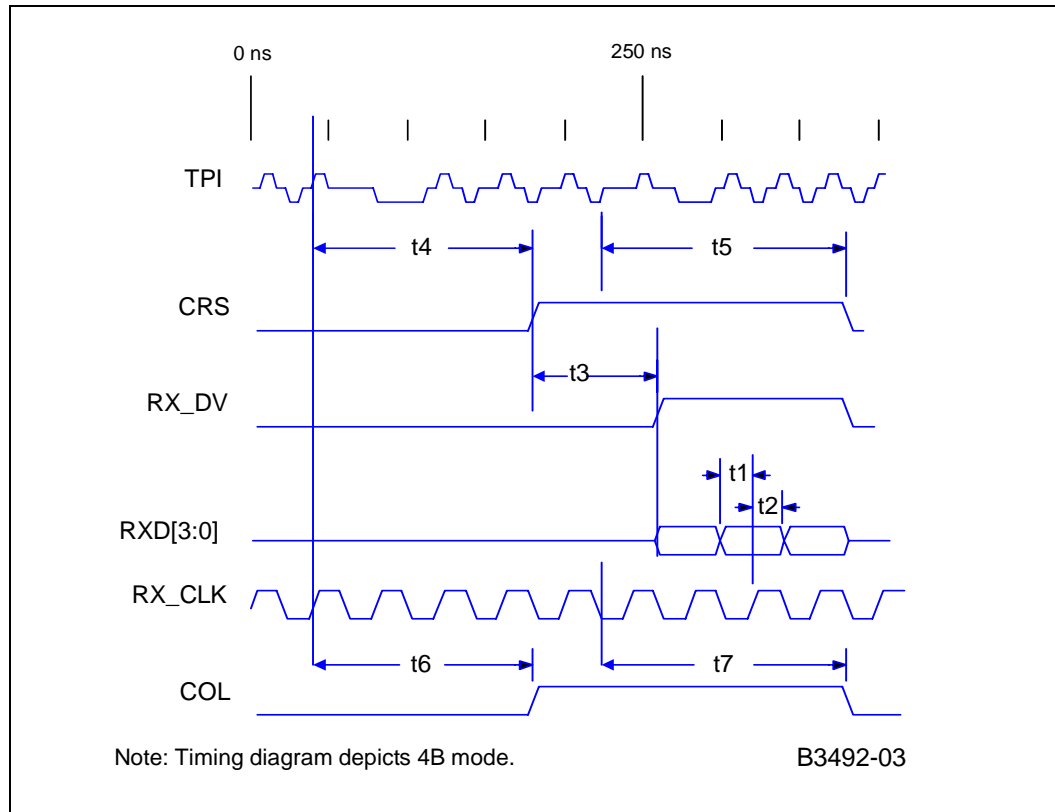 0 ns 250 ns
TPI
t4 t5
CRS
t3
RX_DV
t1
t2
RXD[3:0]
RX_CLK
t6 t7
COL
Note: Timing diagram depicts 4B mode. B3492-03